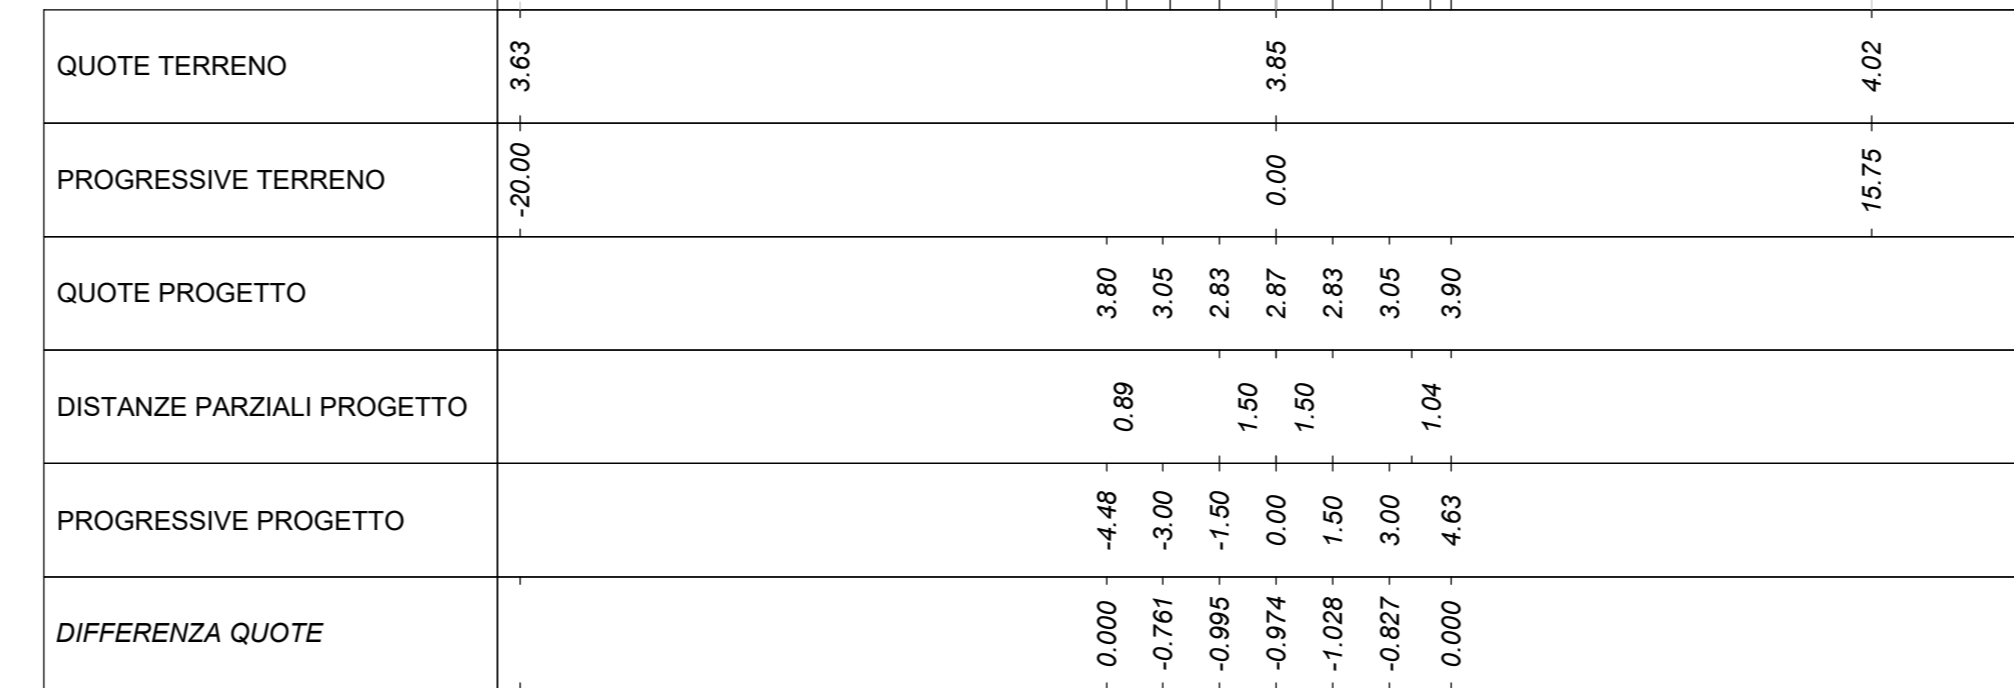 QUOTE TERRENO 3.63 3.85 4.02
PROGRESSIVE TERRENO -20.00 0.00 15.75
QUOTE PROGETTO 3.80 3.05 2.83 2.87 2.83 3.05 3.90
DISTANZE PARZIALI PROGETTO 0.89 1.50 1.50 1.04
PROGRESSIVE PROGETTO -4.48 -3.00 -1.50 0.00 1.50 3.00 4.63
DIFFERENZA QUOTE 0.000 -0.761 -0.995 -0.974 -1.028 -0.827 0.000